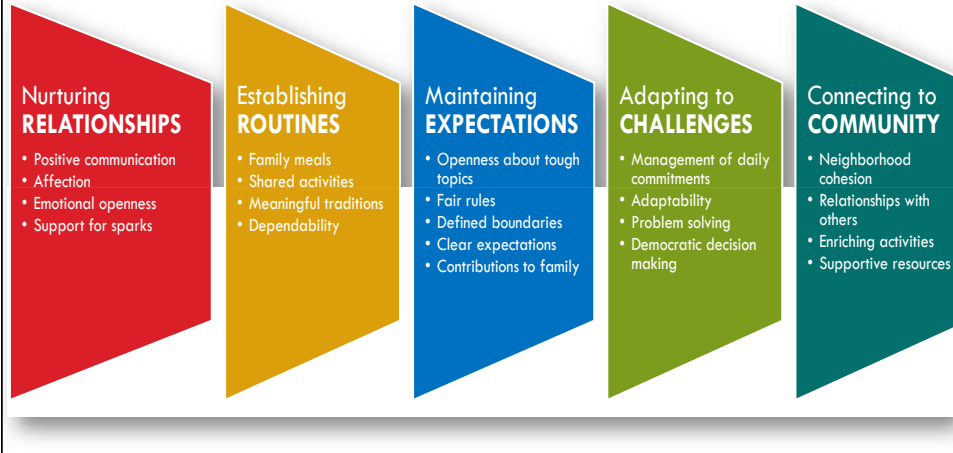 Nurturing
RELATIONSHIPS
• Positive communication
• Affection
• Emotional openness
• Support for sparks
Establishing
ROUTINES
• Family meals
• Shared activities
• Meaningful traditions
• Dependability
Maintaining
EXPECTATIONS
• Openness about tough
topics
• Fair rules
• Defined boundaries
• Clear expectations
• Contributions to family
Adapting to
CHALLENGES
• Management of daily
commitments
• Adaptability
• Problem solving
• Democratic decision
making
Connecting to
COMMUNITY
• Neighborhood
cohesion
• Relationships with
others
• Enriching activities
• Supportive resources